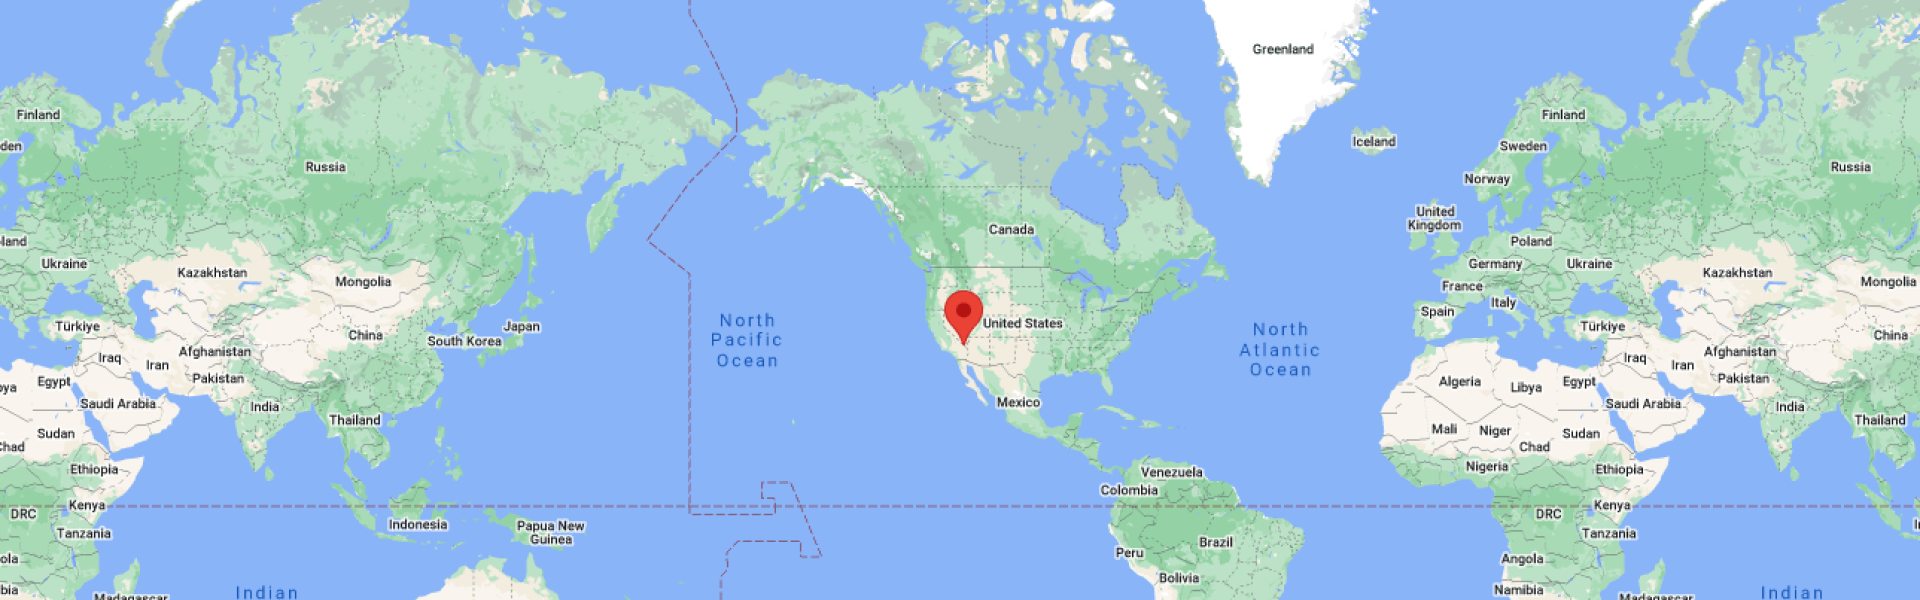 Greenland
Finland
Finland
Iceland
den
Sweden
Russia
Russia
Norway
United
Kingdom
Canada
land
Poland
Ukraine
Germany
Ukraine
Kazakhstan
Kazakhstan
Mongolia
Mongolia
France
Italy
Spain
North
Pacific
Ocean
United States
North
Atlantic
Ocean
Türkiye
Türkiye
Japan
China
China
South Korea
Afghanistan
Afghanistan
Iraq
Iraq
Iran
Iran
Pakistan
Pakistan
Egypt
Egypt
Algeria
Libya
ya
Saudi Arabia
Saudi Arabia
Mexico
India
India
Thailand
Thailand
Mali
Niger
Sudan
Sudan
Chad
Chad
Nigeria
Ethiopia
Ethiopia
Venezuela
Colombia
Kenya
Kenya
DRC
DRC
Indonesia
Papua New
Guinea
Tanzania
Tanzania
Brazil
Peru
ola
Angola
Bolivia
bia
Namibia
Madagascar
Madagascar
Indian
Indian